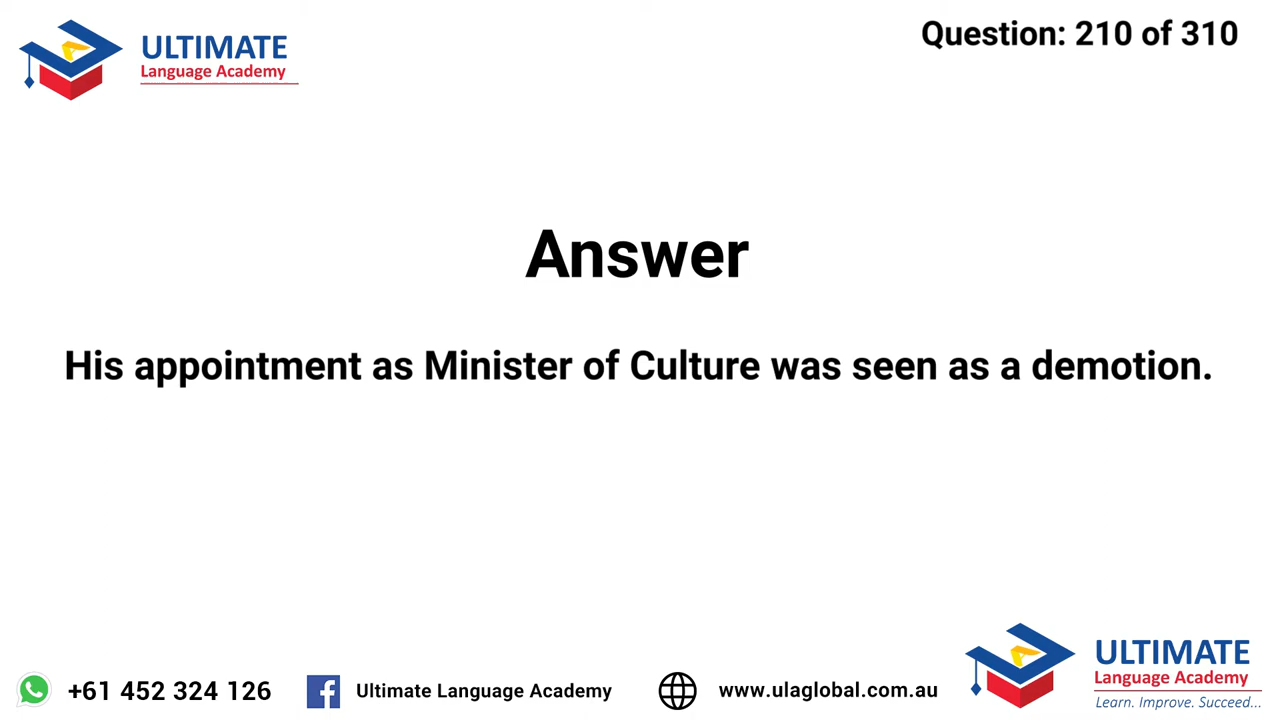 ULTIMATE
Language Academy
Question: 210 of 310
Answer
His appointment as Minister of Culture was seen as a demotion.
+61 452 324 126
Ultimate Language Academy
www.ulaglobal.com.au
ULTIMATE
Language Academy
Learn. Improve. Succeed...